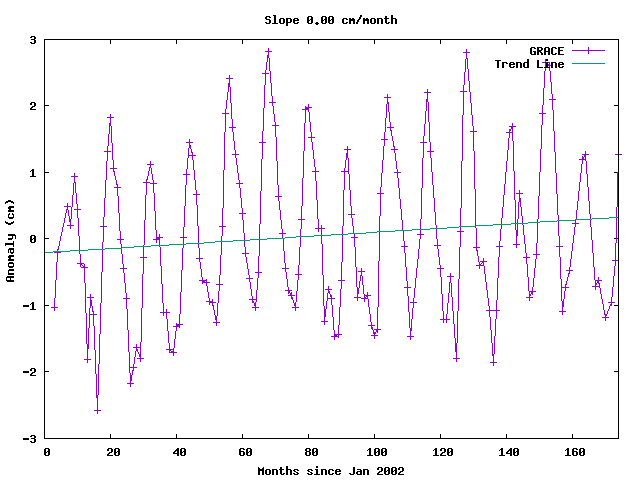 Slope 0.00 cm/month
GRACE
Trend Line
3
2
1
0
-1
-2
-3
Anomaly (cm)
0 20 40 60 80 100 120 140 160
Months since Jan 2002